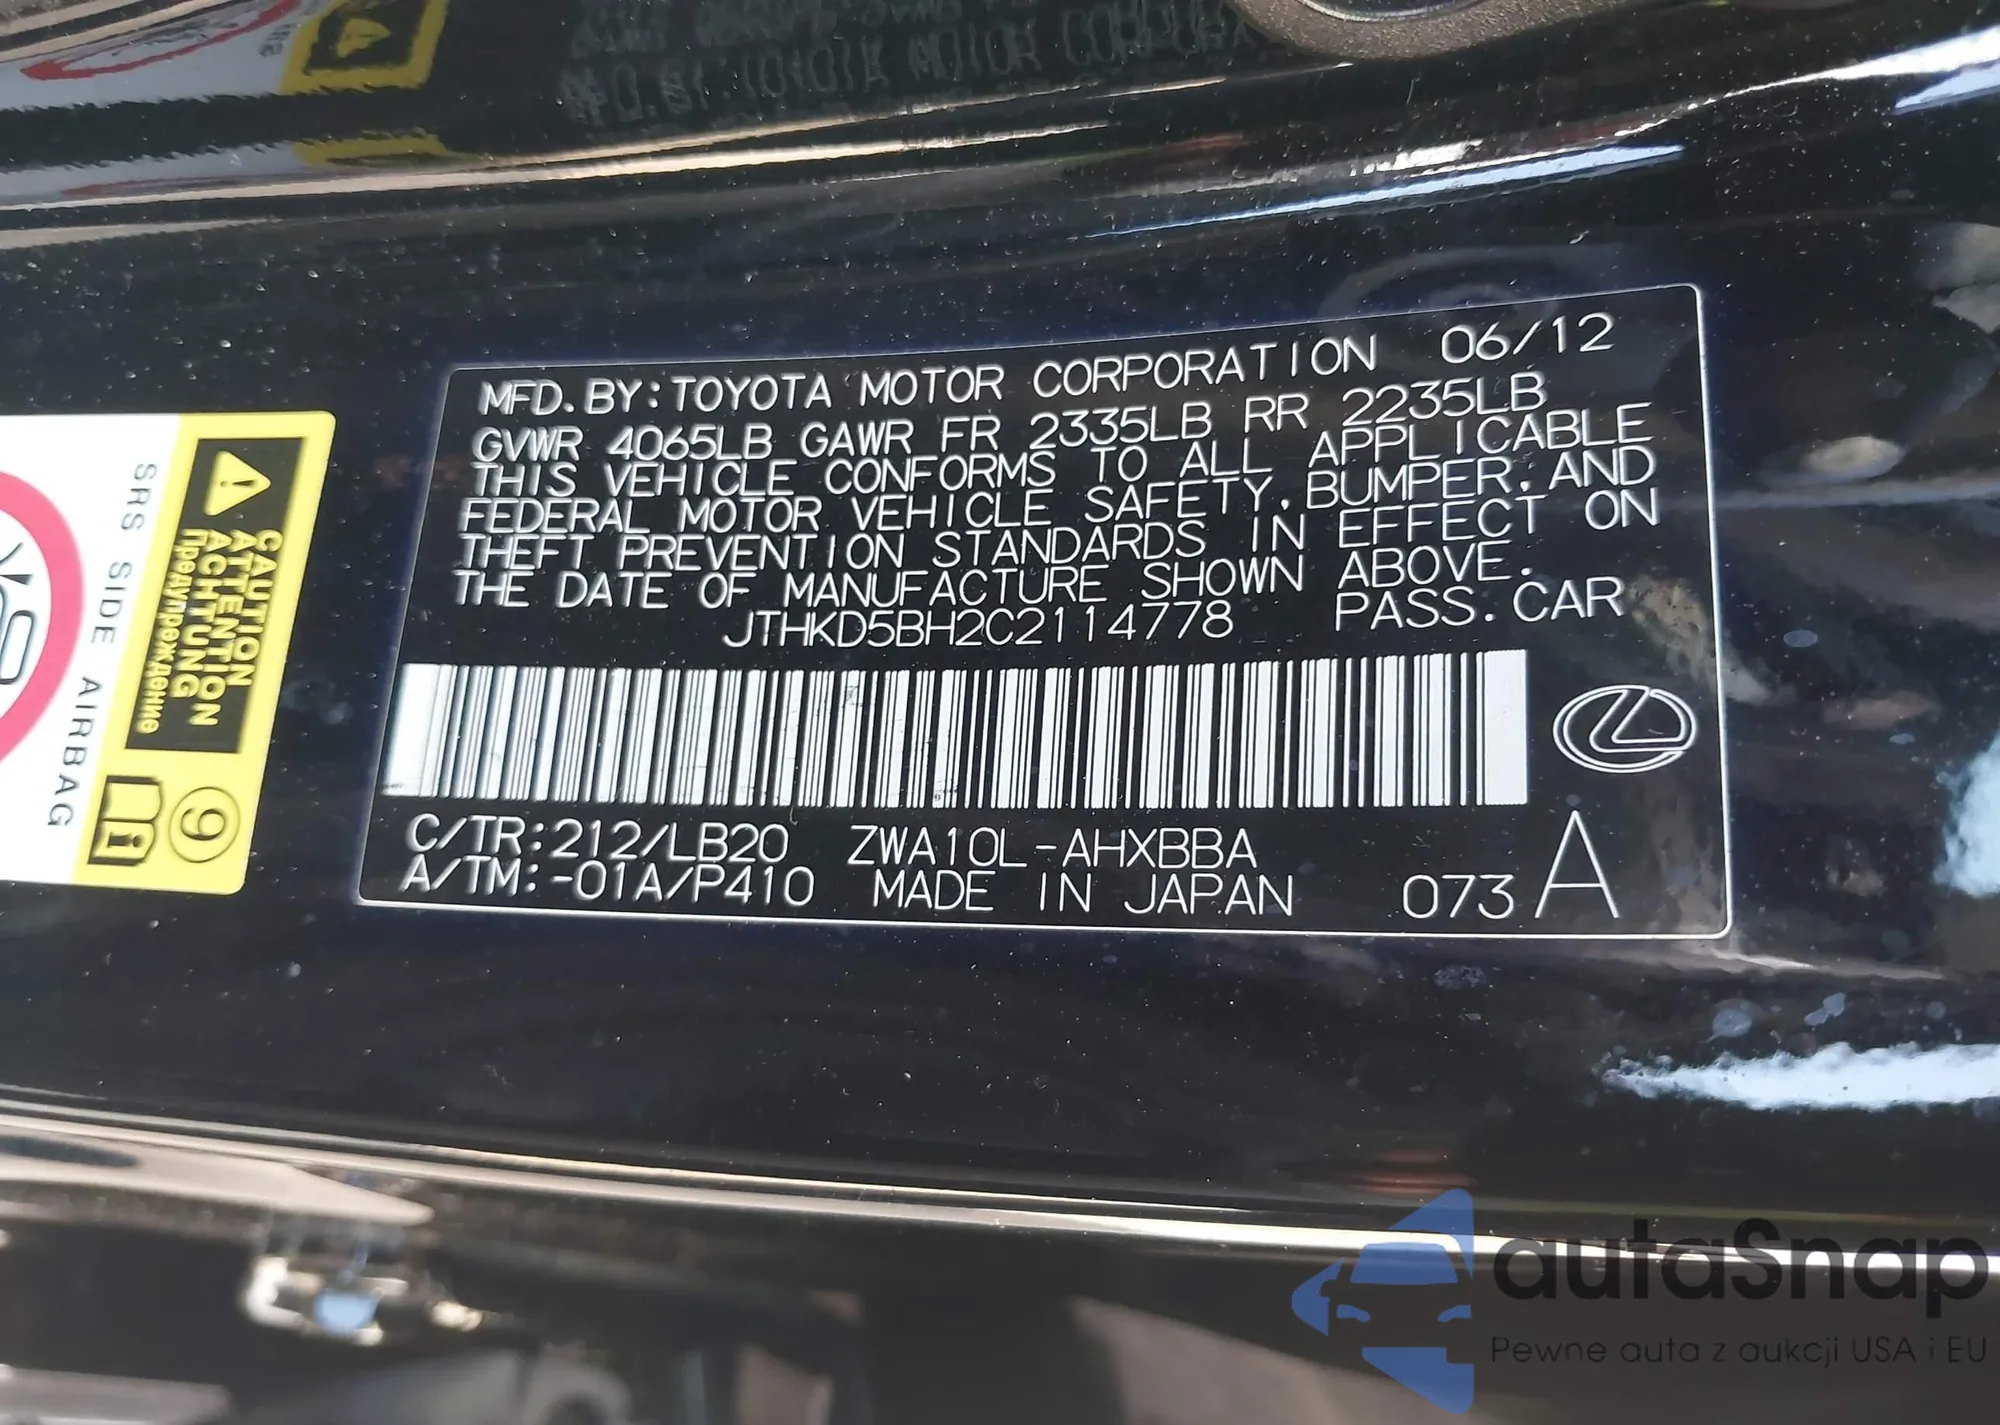 MFD. BY: TOYOTA MOTOR CORPORATION 06/12
GVWR 4065LB GAWR FR 2335LB RR 2235LB
THIS VEHICLE CONFORMS TO ALL APPLICABLE
FEDERAL MOTOR VEHICLE SAFETY, BUMPER, AND
THEFT PREVENTION STANDARDS IN EFFECT ON
THE DATE OF MANUFACTURE SHOWN ABOVE.
JTHKD5BH2C2114778 PASS. CAR
C/TR:212/LB20 ZWA10L-AHXBBA
A/TM:-01A/P410 MADE IN JAPAN 073 A
CAUTION
ATTENTION
ACHTUNG
Предупреждение
SRS SIDE AIRBAG
9
autaSnap
Pewne auta z aukcji USA i EU